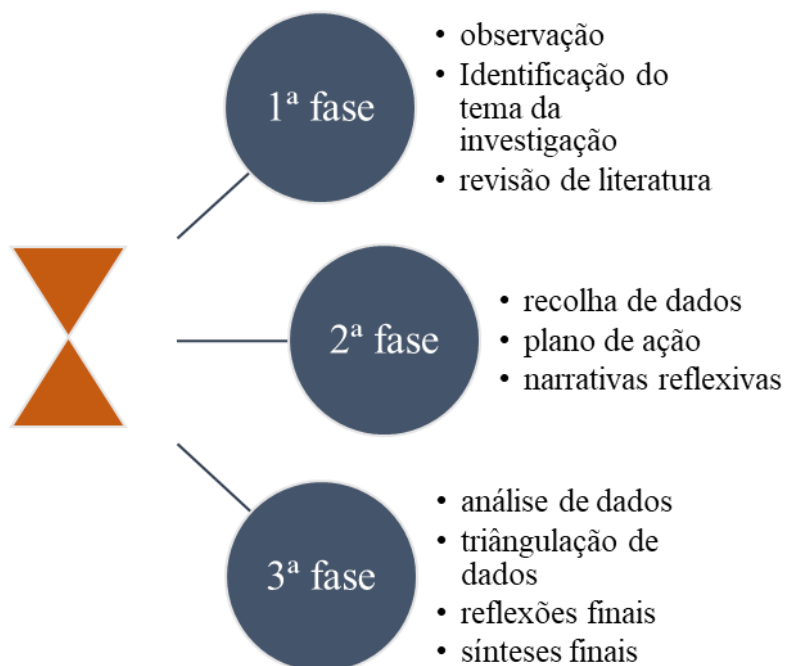 1ª fase
• observação
• Identificação do
tema da
investigação
• revisão de literatura
2ª fase
• recolha de dados
• plano de ação
• narrativas reflexivas
3ª fase
• análise de dados
• triângulação de
dados
• reflexões finais
• sínteses finais